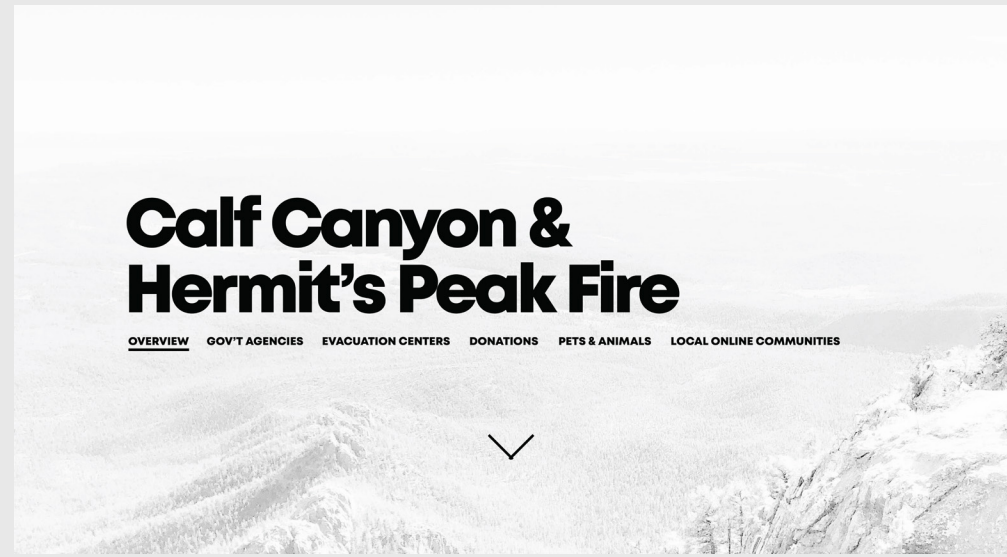 Calf Canyon &
Hermit’s Peak Fire
OVERVIEW GOV’T AGENCIES EVACUATION CENTERS DONATIONS PETS & ANIMALS LOCAL ONLINE COMMUNITIES